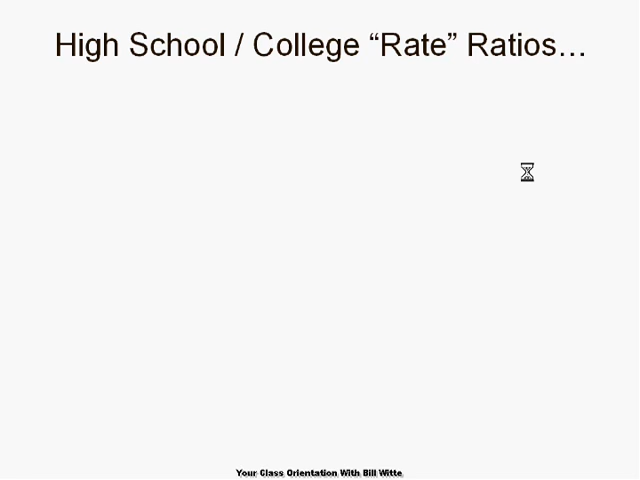 High School / College “Rate” Ratios…
Your Class Orientation With Bill Witte